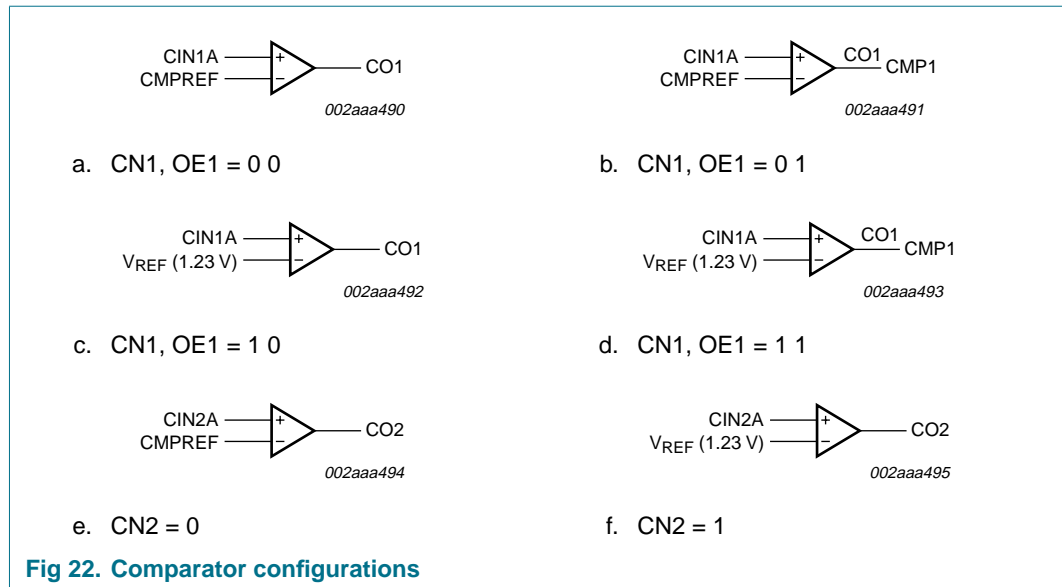 CIN1A
CMPREF
+
−
CO1
002aaa490
a. CN1, OE1 = 0 0
CIN1A
CMPREF
+
−
CO1
CMP1
002aaa491
b. CN1, OE1 = 0 1
CIN1A
VREF (1.23 V)
+
−
CO1
002aaa492
c. CN1, OE1 = 1 0
CIN1A
VREF (1.23 V)
+
−
CO1
CMP1
002aaa493
d. CN1, OE1 = 1 1
CIN2A
CMPREF
+
−
CO2
002aaa494
e. CN2 = 0
CIN2A
VREF (1.23 V)
+
−
CO2
002aaa495
f. CN2 = 1
Fig 22. Comparator configurations